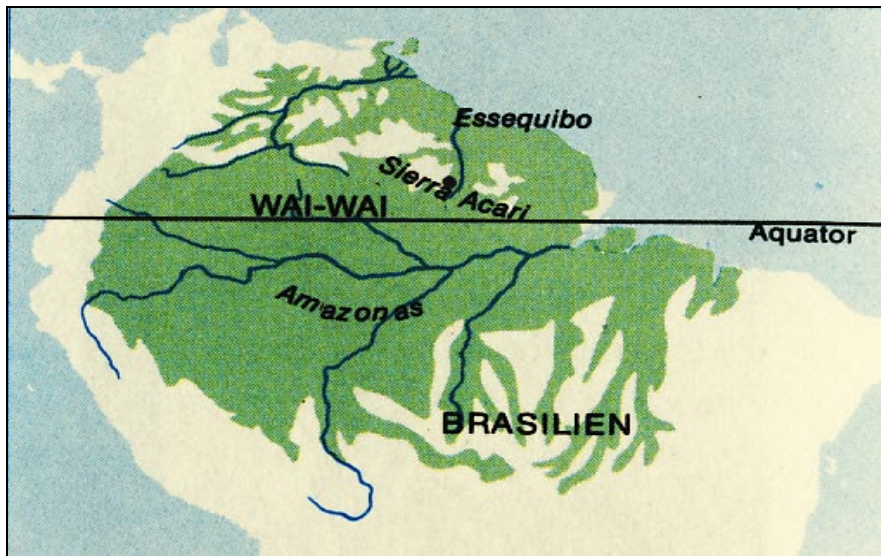 Essequibo
Sierra Acari
WAI-WAI
Aquator
Amazonas
BRASILIEN